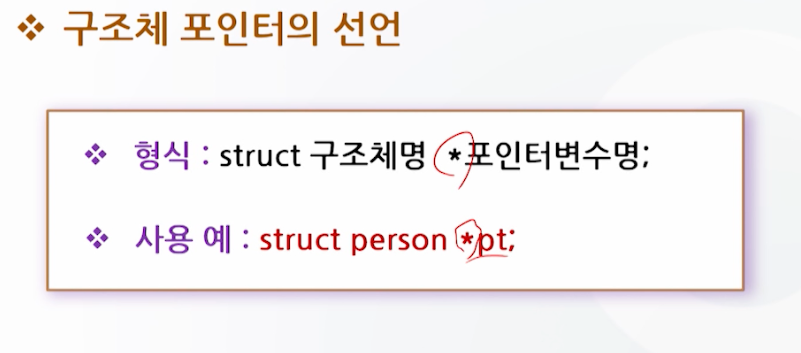 ❖ 구조체 포인터의 선언
❖ 형식 : struct 구조체명 *포인터변수명;
❖ 사용 예 : struct person *pt;